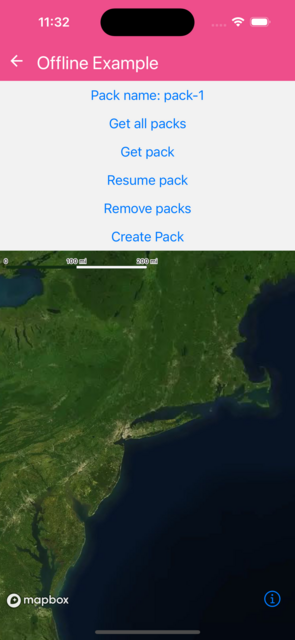 11:32
Offline Example
Pack name: pack-1
Get all packs
Get pack
Resume pack
Remove packs
Create Pack
0 100 mi 200 mi
mapbox